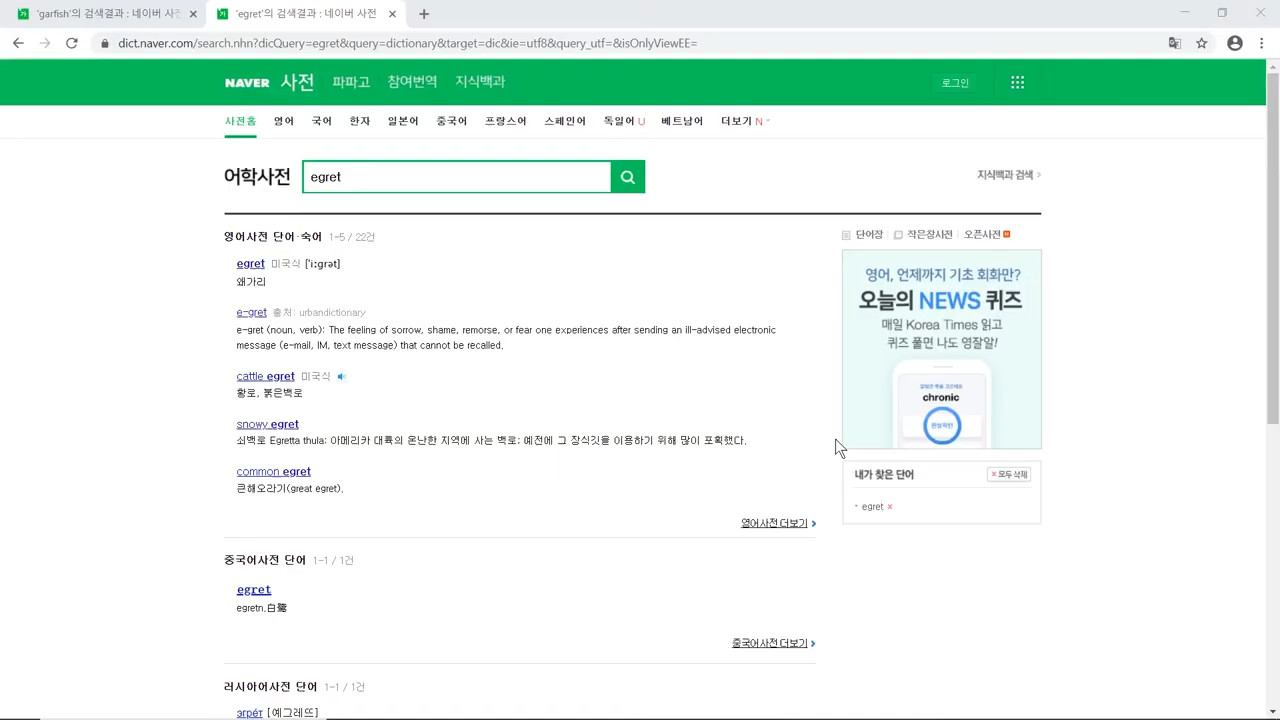 'garfish'의 검색결과 : 네이버 사전
'egret'의 검색결과 : 네이버 사전
dict.naver.com/search.nhn?dicQuery=egret&query=dictionary&target=dic&ie=utf8&query_utf=&isOnlyViewEE=
NAVER 사전 파파고 참여번역 지식백과 로그인
사전홈 영어 국어 한자 일본어 중국어 프랑스어 스페인어 독일어 U 베트남어 더보기 N
어학사전 egret 지식백과 검색 >
영어사전 단어·숙어 1-5 / 22건
단어장 작은창사전 오픈사전
egret 미국식 ['i:grət]
왜가리
e-gret 출처: urbandictionary
e-gret (noun, verb): The feeling of sorrow, shame, remorse, or fear one experiences after sending an ill-advised electronic
message (e-mail, IM, text message) that cannot be recalled.
cattle egret 미국식
황로, 붉은백로
snowy egret
쇠백로 Egretta thula: 아메리카 대륙의 온난한 지역에 사는 백로; 예전에 그 장식깃을 이용하기 위해 많이 포획했다.
common egret
큰해오라기(great egret).
영어사전 더보기
영어, 언제까지 기초 회화만?
오늘의 NEWS 퀴즈
매일 Korea Times 읽고
퀴즈 풀면 나도 영잘알!
chronic
내가 찾은 단어 × 모두 삭제
egret ×
중국어사전 단어 1-1 / 1건
egret
egretn.白鹭
중국어사전 더보기
러시아어사전 단어 1-1 / 1건
эгрéт [예그레뜨]